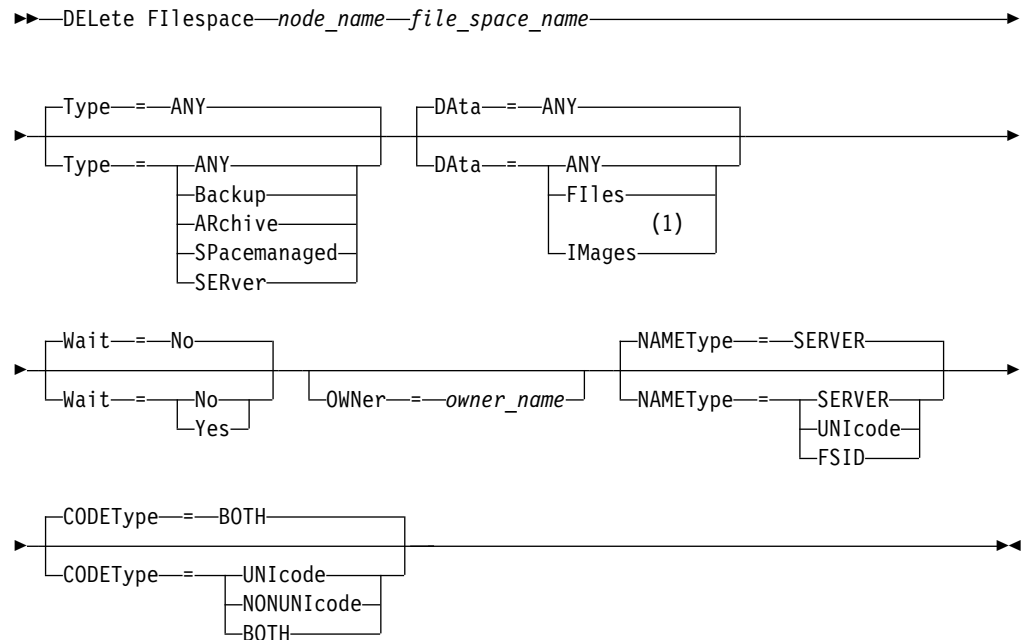 DELete FIlespace node_name file_space_name
Type = ANY DAta = ANY
Type = ANY DAta = ANY
Backup FIles
ARchive (1)
SPacemanaged IMages
SERver
Wait = No NAMEType = SERVER
Wait = No OWNer = owner_name NAMEType = SERVER
Yes UNIcode
FSID
CODEType = BOTH
CODEType = UNIcode
NONUNIcode
BOTH